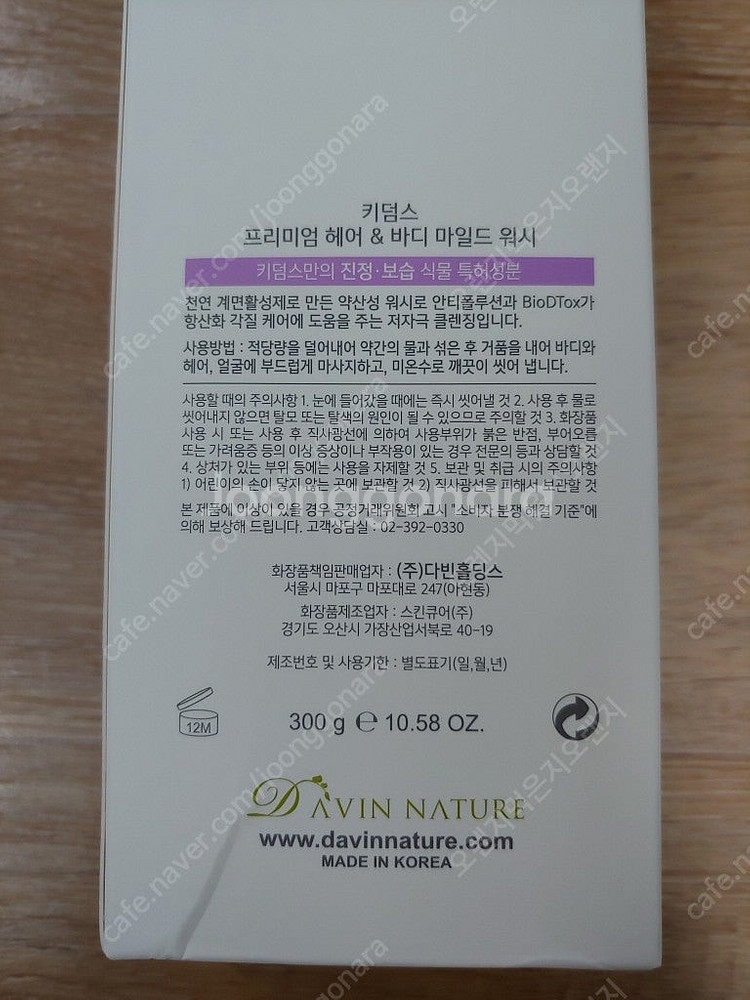 키덤스
프리미엄 헤어 & 바디 마일드 워시
키덤스만의 진정·보습 식물 특허성분
천연 계면활성제로 만든 약산성 워시로 안티폴루션과 BioDTox가
항산화 각질 케어에 도움을 주는 저자극 클렌징입니다.
사용방법 : 적당량을 덜어내어 약간의 물과 섞은 후 거품을 내어 바디와
헤어, 얼굴에 부드럽게 마사지하고, 미온수로 깨끗이 씻어 냅니다.
사용할 때의 주의사항 1. 눈에 들어갔을 때에는 즉시 씻어낼 것 2. 사용 후 물로
씻어내지 않으면 탈모 또는 탈색의 원인이 될 수 있으므로 주의할 것 3. 화장품
사용 시 또는 사용 후 직사광선에 의하여 사용부위가 붉은 반점, 부어오름
또는 가려움증 등의 이상 증상이나 부작용이 있는 경우 전문의 등과 상담할 것
4. 상처가 있는 부위 등에는 사용을 자제할 것 5. 보관 및 취급 시의 주의사항
1) 어린이의 손이 닿지 않는 곳에 보관할 것 2) 직사광선을 피해서 보관할 것
본 제품에 이상이 있을 경우 공정거래위원회 고시 "소비자 분쟁 해결 기준"에
의해 보상해 드립니다. 고객상담실 : 02-392-0330
화장품책임판매업자 : (주)다빈홀딩스
서울시 마포구 마포대로 247(아현동)
화장품제조업자 : 스킨큐어(주)
경기도 오산시 가장산업서북로 40-19
제조번호 및 사용기한 : 별도표기(일,월,년)
12M
300 g ℮ 10.58 OZ.
DAVIN NATURE
www.davinnature.com
MADE IN KOREA
joonggonara
cafe.naver.com/joonggonara